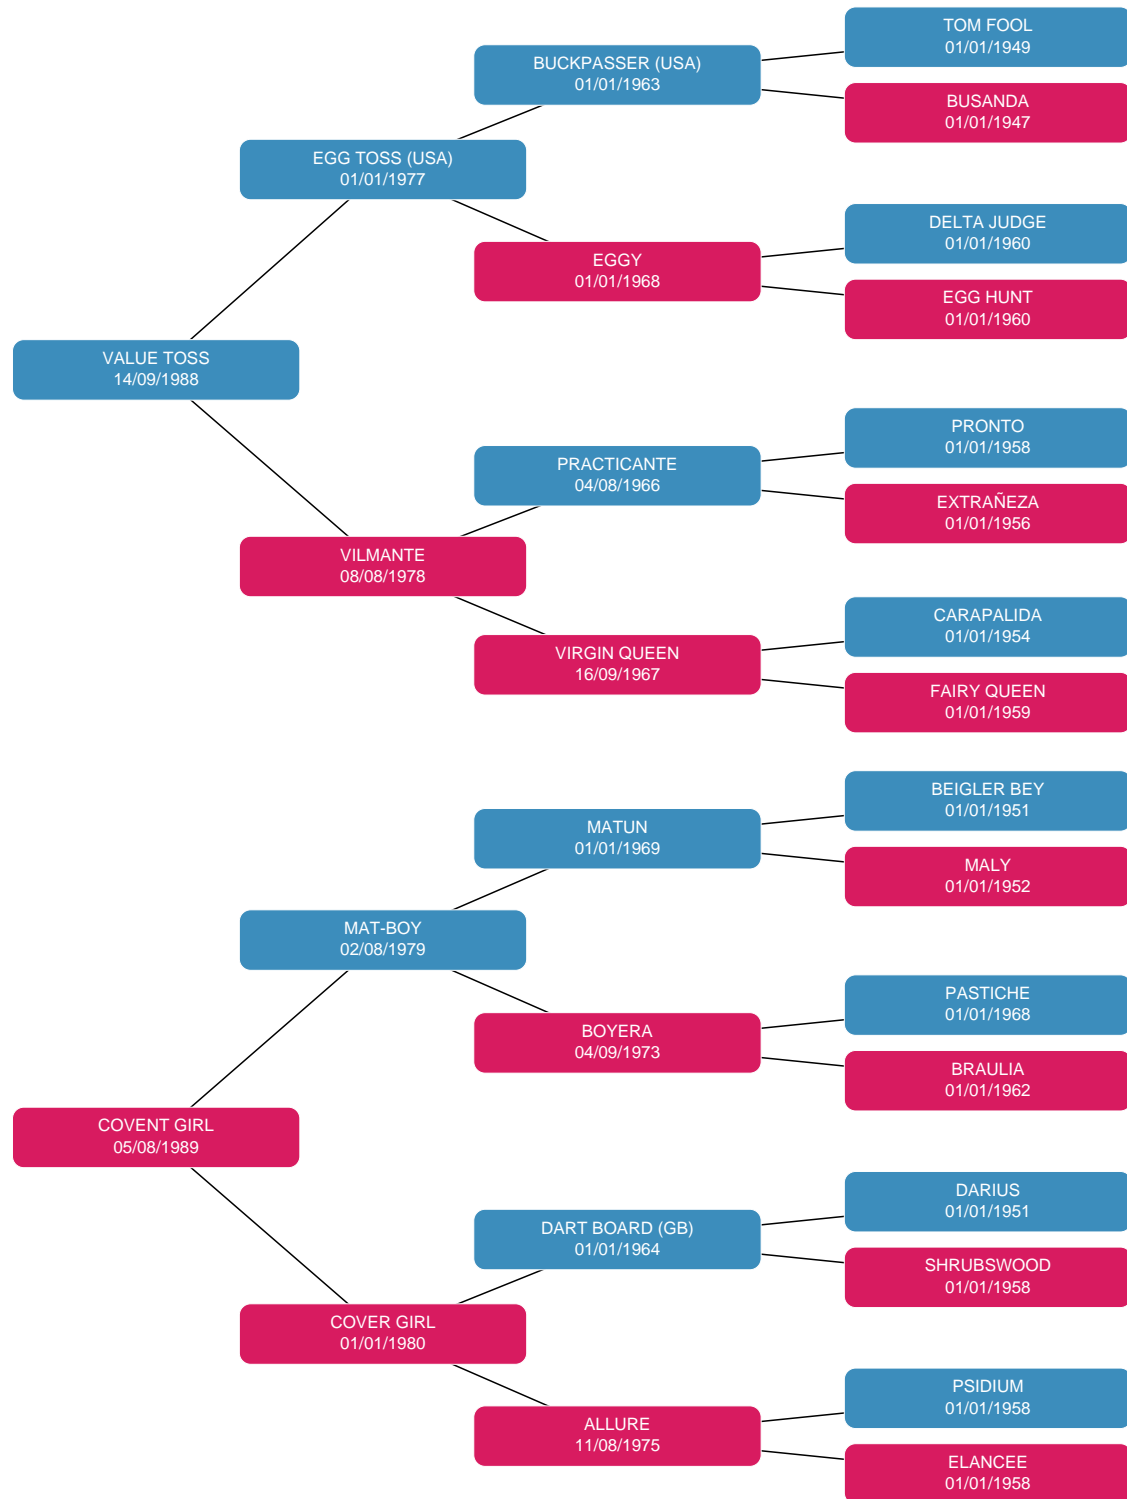 TOM FOOL
01/01/1949
BUCKPASSER (USA)
01/01/1963
BUSANDA
01/01/1947
EGG TOSS (USA)
01/01/1977
DELTA JUDGE
01/01/1960
EGGY
01/01/1968
EGG HUNT
01/01/1960
VALUE TOSS
14/09/1988
PRONTO
01/01/1958
PRACTICANTE
04/08/1966
EXTRAÑEZA
01/01/1956
VILMANTE
08/08/1978
CARAPALIDA
01/01/1954
VIRGIN QUEEN
16/09/1967
FAIRY QUEEN
01/01/1959
BEIGLER BEY
01/01/1951
MATUN
01/01/1969
MALY
01/01/1952
MAT-BOY
02/08/1979
PASTICHE
01/01/1968
BOYERA
04/09/1973
BRAULIA
01/01/1962
COVENT GIRL
05/08/1989
DARIUS
01/01/1951
DART BOARD (GB)
01/01/1964
SHRUBSWOOD
01/01/1958
COVER GIRL
01/01/1980
PSIDIUM
01/01/1958
ALLURE
11/08/1975
ELANCEE
01/01/1958